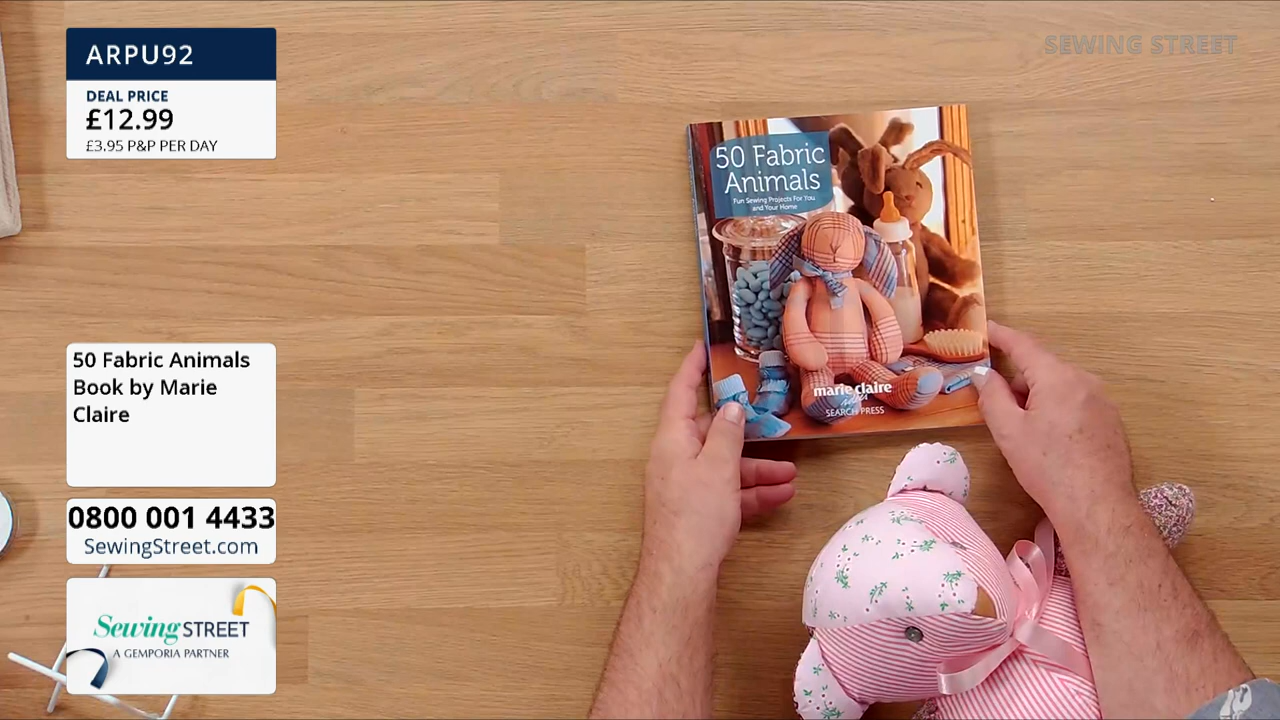 ARPU92
DEAL PRICE
£12.99
£3.95 P&P PER DAY
SEWING STREET
50 Fabric
Animals
Fun Sewing Projects For You
and Your Home
marie claire
idées
SEARCH PRESS
50 Fabric Animals
Book by Marie
Claire
0800 001 4433
SewingStreet.com
Sewing STREET
A GEMPORIA PARTNER